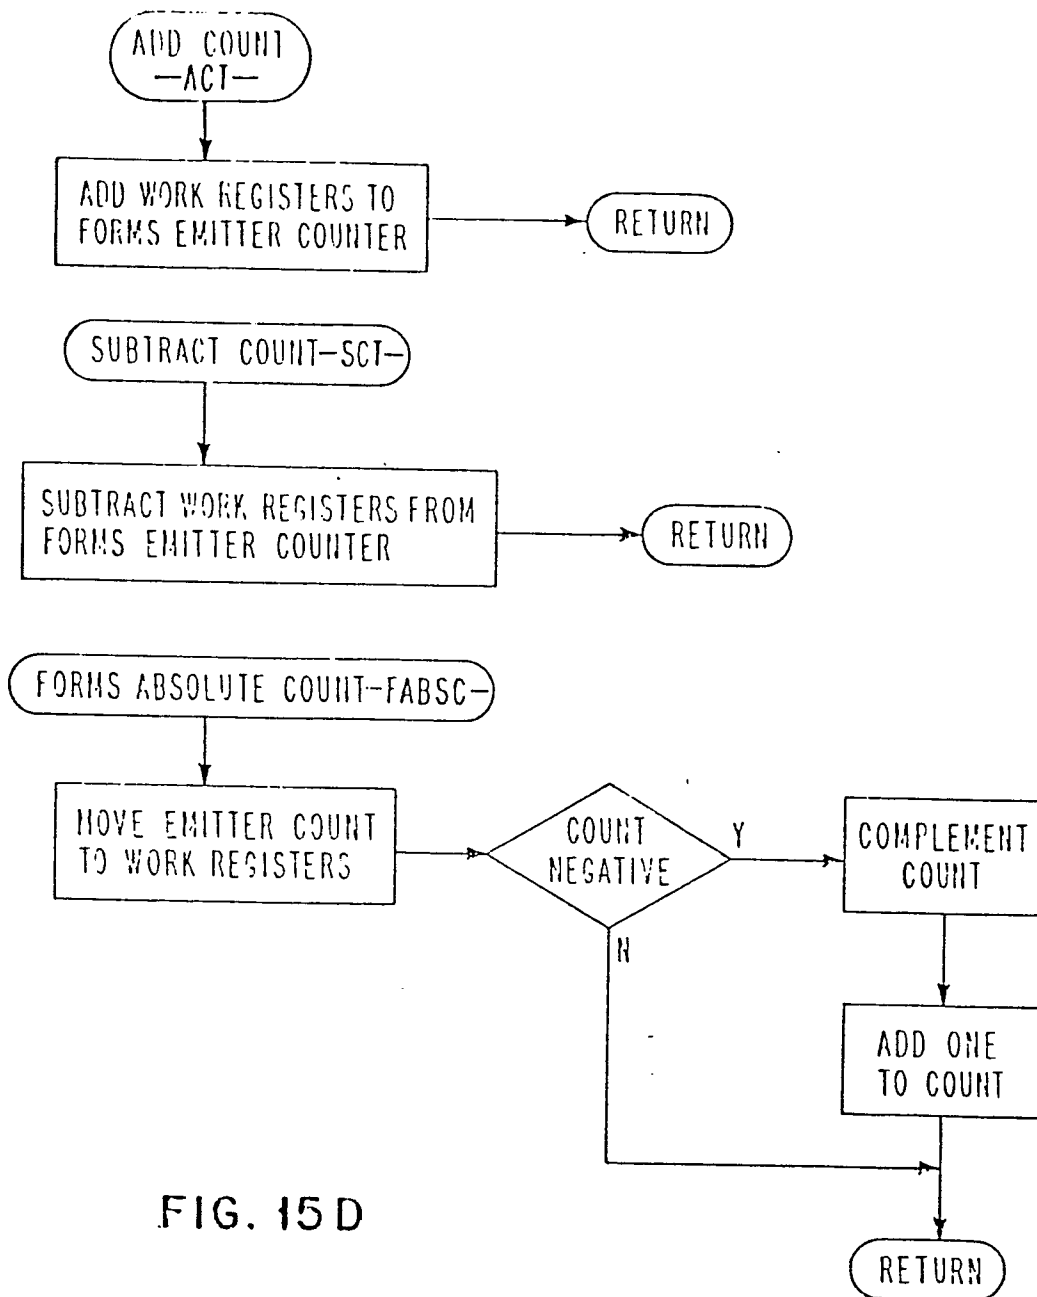 ADD COUNT
—ACT—
ADD WORK REGISTERS TO
FORMS EMITTER COUNTER
RETURN
SUBTRACT COUNT—SCT—
SUBTRACT WORK REGISTERS FROM
FORMS EMITTER COUNTER
RETURN
FORMS ABSOLUTE COUNT—FABSC—
MOVE EMITTER COUNT
TO WORK REGISTERS
COUNT
NEGATIVE
Y
N
COMPLEMENT
COUNT
ADD ONE
TO COUNT
RETURN
FIG. 15D